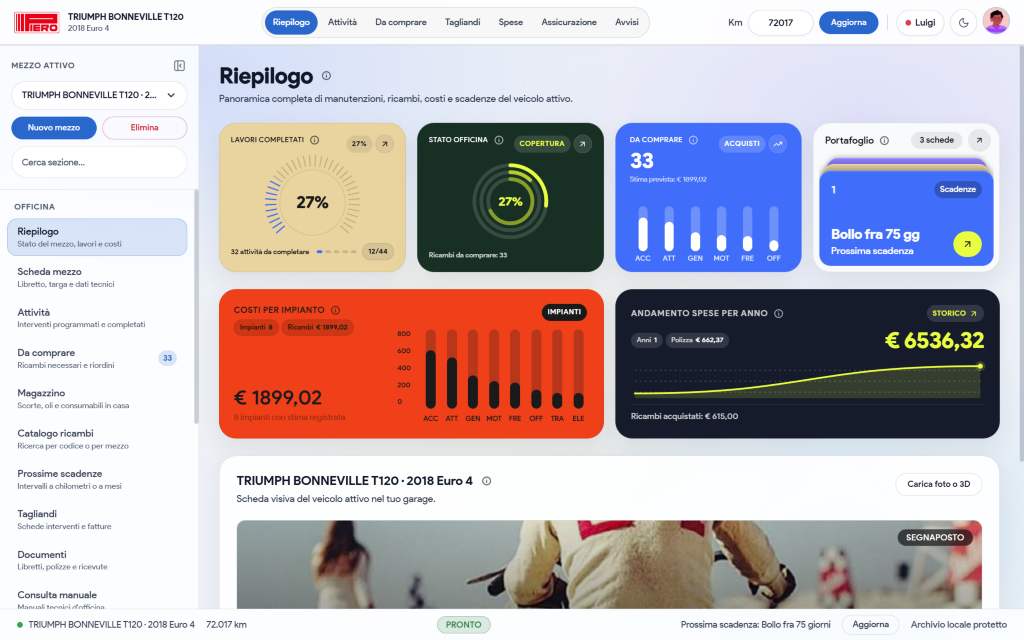 PIERO
TRIUMPH BONNEVILLE T120
2018 Euro 4
Riepilogo
Attività
Da comprare
Tagliandi
Spese
Assicurazione
Avvisi
Km
72017
Aggiorna
Luigi
MEZZO ATTIVO
TRIUMPH BONNEVILLE T120 · 2...
Nuovo mezzo
Elimina
Cerca sezione...
OFFICINA
Riepilogo
Stato del mezzo, lavori e costi
Scheda mezzo
Libretto, targa e dati tecnici
Attività
Interventi programmati e completati
Da comprare
Ricambi necessari e riordini
33
Magazzino
Scorte, oli e consumabili in casa
Catalogo ricambi
Ricerca per codice o per mezzo
Prossime scadenze
Intervalli a chilometri o a mesi
Tagliandi
Schede interventi e fatture
Documenti
Libretti, polizze e ricevute
Consulta manuale
Manuali tecnici d'officina
Riepilogo
Panoramica completa di manutenzioni, ricambi, costi e scadenze del veicolo attivo.
LAVORI COMPLETATI
27%
27%
32 attività da completare
12/44
STATO OFFICINA
COPERTURA
27%
Ricambi da comprare: 33
DA COMPRARE
ACQUISTI
33
Stima prevista: € 1899,02
ACC ATT GEN MOT FRE OFF
Portafoglio
3 schede
1
Scadenze
Bollo fra 75 gg
Prossima scadenza
COSTI PER IMPIANTO
IMPIANTI
Impianti 8
Ricambi € 1899,02
800
600
400
200
0
€ 1899,02
8 impianti con stima registrata
ACC ATT GEN MOT FRE OFF TRA ELE
ANDAMENTO SPESE PER ANNO
STORICO
Anni 1
Polizza € 662,37
€ 6536,32
Ricambi acquistati: € 615,00
TRIUMPH BONNEVILLE T120 · 2018 Euro 4
Scheda visiva del veicolo attivo nel tuo garage.
Carica foto o 3D
SEGNAPOSTO
TRIUMPH BONNEVILLE T120 · 2018 Euro 4
72.017 km
PRONTO
Prossima scadenza: Bollo fra 75 giorni
Aggiorna
Archivio locale protetto